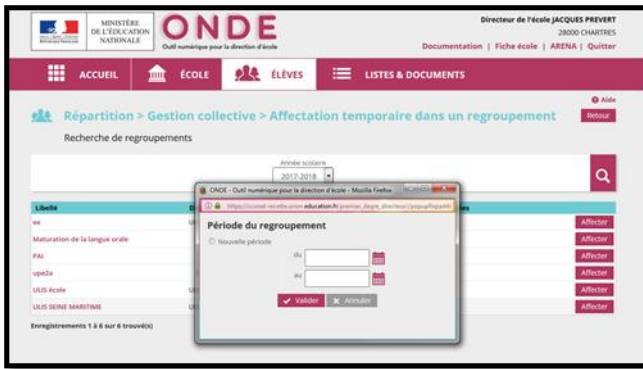 MINISTÈRE
DE L'ÉDUCATION
NATIONALE
ONDE
Outil numérique pour la direction d'école
Directeur de l'école JACQUES PREVERT
28000 CHARTRES
Documentation | Fiche école | ARENA | Quitter
ACCUEIL ÉCOLE ÉLÈVES LISTES & DOCUMENTS
Aide
Répartition > Gestion collective > Affectation temporaire dans un regroupement
Retour
Recherche de regroupements
Année scolaire
2017-2018
ONDE - Outil numérique pour la direction d'école - Mozilla Firefox
Libellé
Affecter
Maturation de la langue orale Affecter
PAI Affecter
upe2a Affecter
ULIS école Affecter
ULIS SEINE MARITIME Affecter
Période du regroupement
Nouvelle période
du
au
Valider Annuler
Enregistrements 1 à 6 sur 6 trouvé(s)